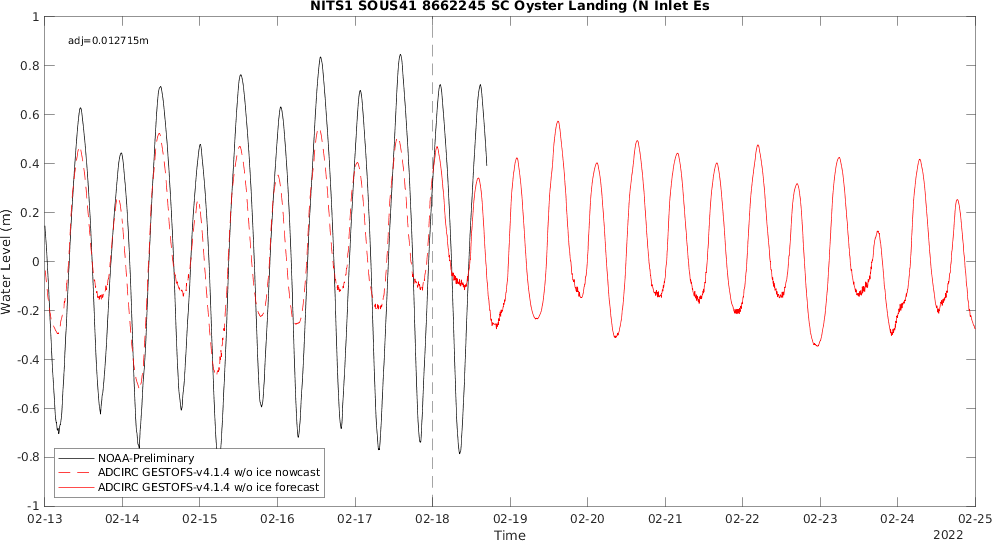 NITS1 SOUS41 8662245 SC Oyster Landing (N Inlet Es
adj=0.012715m
Water Level (m)
1
0.8
0.6
0.4
0.2
0
-0.2
-0.4
-0.6
-0.8
-1
NOAA-Preliminary
ADCIRC GESTOFS-v4.1.4 w/o ice nowcast
ADCIRC GESTOFS-v4.1.4 w/o ice forecast
02-13 02-14 02-15 02-16 02-17 02-18 02-19 02-20 02-21 02-22 02-23 02-24 02-25
Time
2022